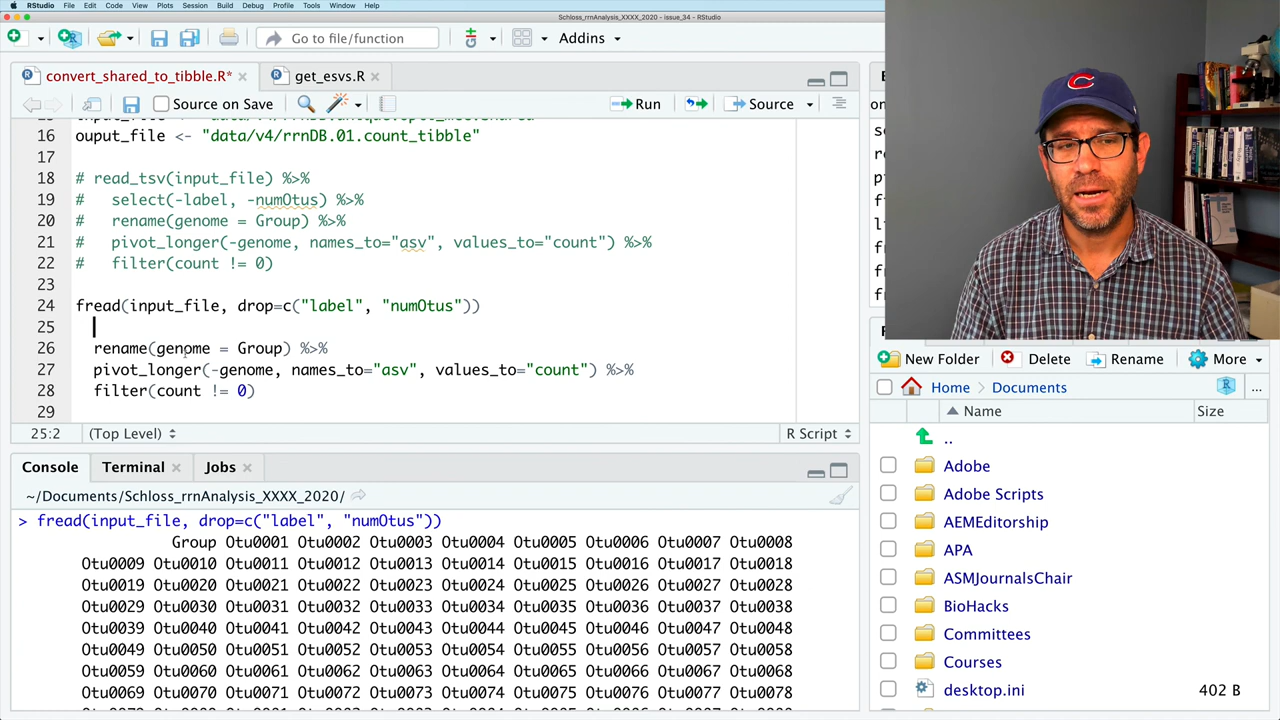 RStudio File Edit Code View Plots Session Build Debug Profile Tools Window Help
Schloss_rrnAnalysis_XXXX_2020 - issue_34 - RStudio
Go to file/function Addins
convert_shared_to_tibble.R* get_esvs.R
Source on Save Run Source
16 ouput_file <- "data/v4/rrnDB.01.count_tibble"
17
18 # read_tsv(input_file) %>%
19 # select(-label, -numOtus) %>%
20 # rename(genome = Group) %>%
21 # pivot_longer(-genome, names_to="asv", values_to="count") %>%
22 # filter(count != 0)
23
24 fread(input_file, drop=c("label", "numOtus"))
25
26 rename(genome = Group) %>%
27 pivot_longer(-genome, names_to="asv", values_to="count") %>%
28 filter(count != 0)
29
25:2 (Top Level) R Script
Console Terminal Jobs
~/Documents/Schloss_rrnAnalysis_XXXX_2020/
> fread(input_file, drop=c("label", "numOtus"))
Group Otu0001 Otu0002 Otu0003 Otu0004 Otu0005 Otu0006 Otu0007 Otu0008
Otu0009 Otu0010 Otu0011 Otu0012 Otu0013 Otu0014 Otu0015 Otu0016 Otu0017 Otu0018
Otu0019 Otu0020 Otu0021 Otu0022 Otu0023 Otu0024 Otu0025 Otu0026 Otu0027 Otu0028
Otu0029 Otu0030 Otu0031 Otu0032 Otu0033 Otu0034 Otu0035 Otu0036 Otu0037 Otu0038
Otu0039 Otu0040 Otu0041 Otu0042 Otu0043 Otu0044 Otu0045 Otu0046 Otu0047 Otu0048
Otu0049 Otu0050 Otu0051 Otu0052 Otu0053 Otu0054 Otu0055 Otu0056 Otu0057 Otu0058
Otu0059 Otu0060 Otu0061 Otu0062 Otu0063 Otu0064 Otu0065 Otu0066 Otu0067 Otu0068
Otu0069 Otu0070 Otu0071 Otu0072 Otu0073 Otu0074 Otu0075 Otu0076 Otu0077 Otu0078
New Folder Delete Rename More
Home Documents ...
Name Size
..
Adobe
Adobe Scripts
AEMEditorship
APA
ASMJournalsChair
BioHacks
Committees
Courses
desktop.ini 402 B